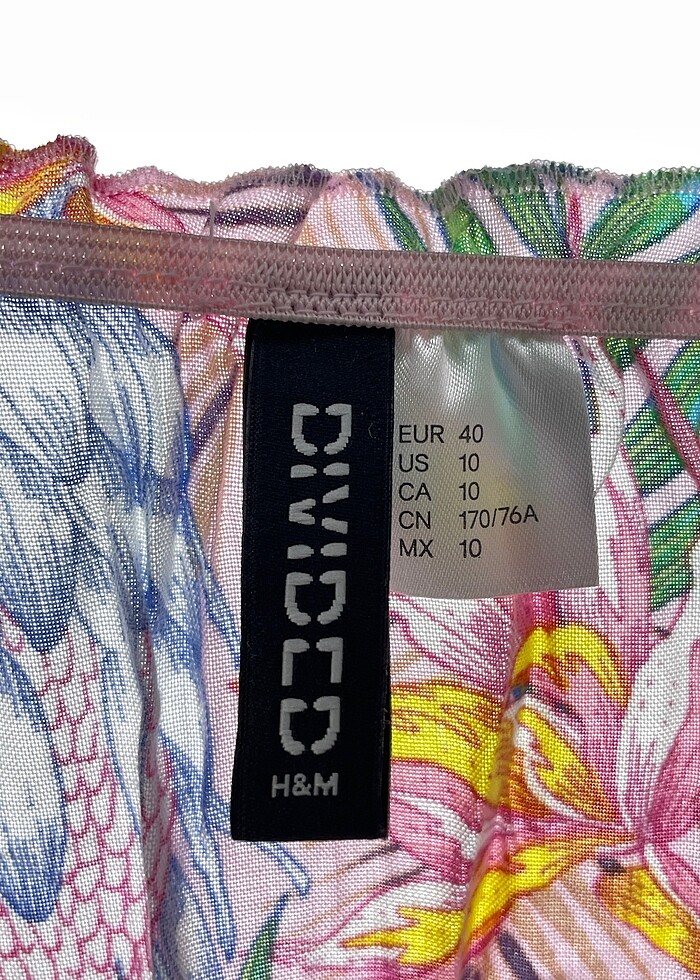 DIVIDED
H&M
EUR 40
US 10
CA 10
CN 170/76A
MX 10